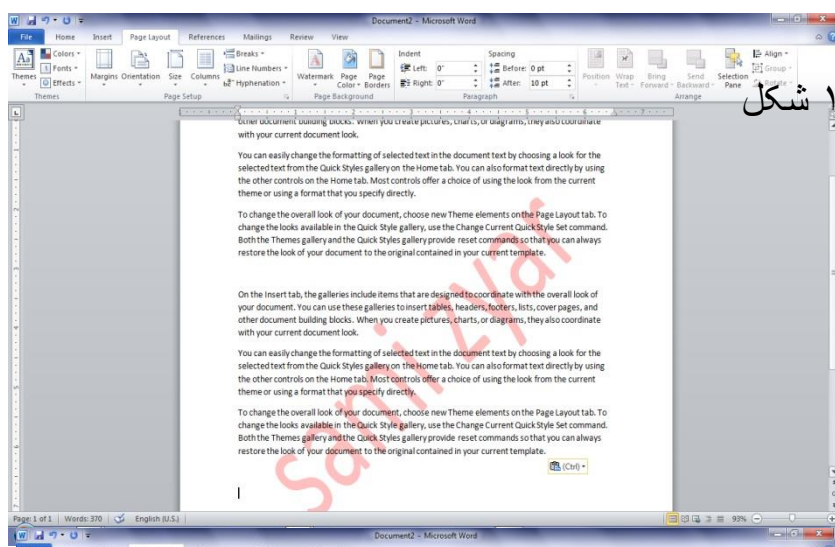 Document2 - Microsoft Word
File Home Insert Page Layout References Mailings Review View
Colors Fonts Effects Themes
Margins Orientation Size Columns
Breaks Line Numbers Hyphenation
Watermark Page Color Page Borders
Indent Left: 0" Right: 0"
Spacing Before: 0 pt After: 10 pt
Position Wrap Text Bring Forward Send Backward Selection Pane Align Group Rotate
Themes Page Setup Page Background Paragraph Arrange
١ شکل
other document building blocks. When you create pictures, charts, or diagrams, they also coordinate
with your current document look.
You can easily change the formatting of selected text in the document text by choosing a look for the
selected text from the Quick Styles gallery on the Home tab. You can also format text directly by using
the other controls on the Home tab. Most controls offer a choice of using the look from the current
theme or using a format that you specify directly.
To change the overall look of your document, choose new Theme elements on the Page Layout tab. To
change the looks available in the Quick Style gallery, use the Change Current Quick Style Set command.
Both the Themes gallery and the Quick Styles gallery provide reset commands so that you can always
restore the look of your document to the original contained in your current template.
On the Insert tab, the galleries include items that are designed to coordinate with the overall look of
your document. You can use these galleries to insert tables, headers, footers, lists, cover pages, and
other document building blocks. When you create pictures, charts, or diagrams, they also coordinate
with your current document look.
You can easily change the formatting of selected text in the document text by choosing a look for the
selected text from the Quick Styles gallery on the Home tab. You can also format text directly by using
the other controls on the Home tab. Most controls offer a choice of using the look from the current
theme or using a format that you specify directly.
To change the overall look of your document, choose new Theme elements on the Page Layout tab. To
change the looks available in the Quick Style gallery, use the Change Current Quick Style Set command.
Both the Themes gallery and the Quick Styles gallery provide reset commands so that you can always
restore the look of your document to the original contained in your current template.
sami zyar
(Ctrl)
Page: 1 of 1 Words: 370 English (U.S.) 93%
Document2 - Microsoft Word